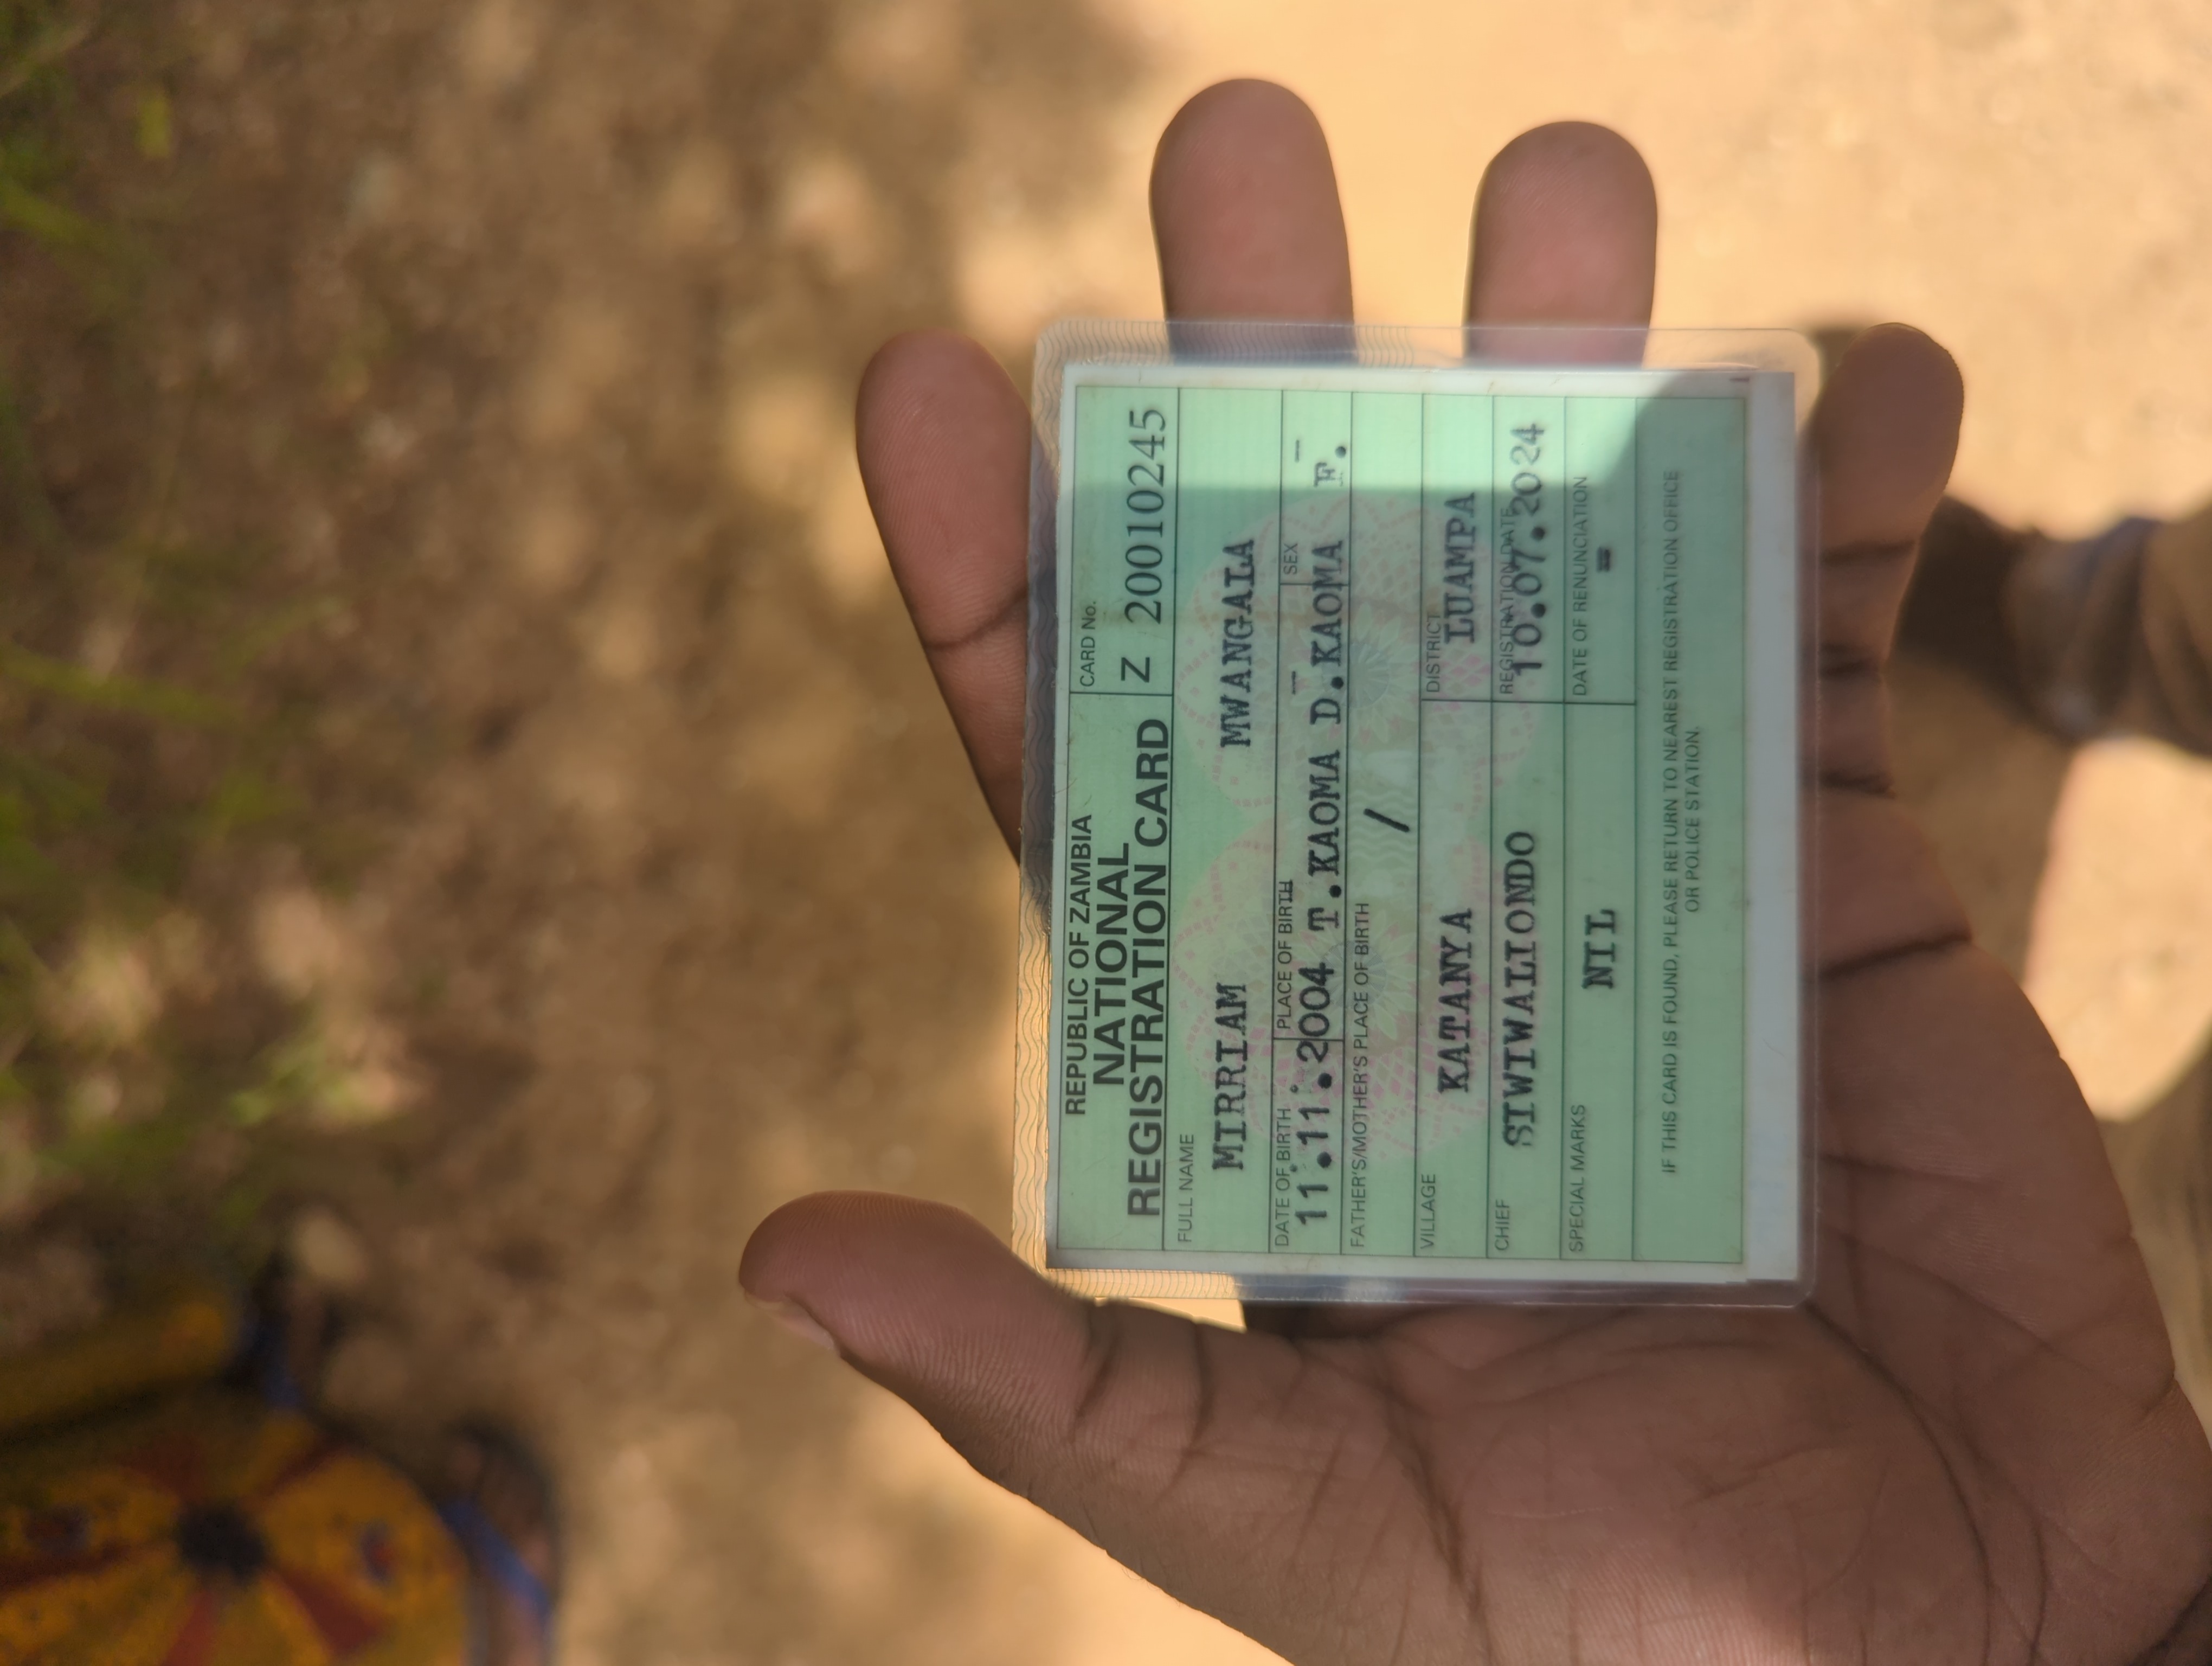 REPUBLIC OF ZAMBIA
NATIONAL
REGISTRATION CARD
CARD No.
Z 20010245
FULL NAME
MIRRIAM MWANGALA
DATE OF BIRTH PLACE OF BIRTH SEX
11.11.2004 T.KAOMA D.KAOMA F.
FATHER'S/MOTHER'S PLACE OF BIRTH
/
VILLAGE DISTRICT
KATANYA LUAMPA
CHIEF REGISTRATION DATE
SIWIWALIONDO 10.07.2024
SPECIAL MARKS DATE OF RENUNCIATION
NIL =
IF THIS CARD IS FOUND, PLEASE RETURN TO NEAREST REGISTRATION OFFICE
OR POLICE STATION.